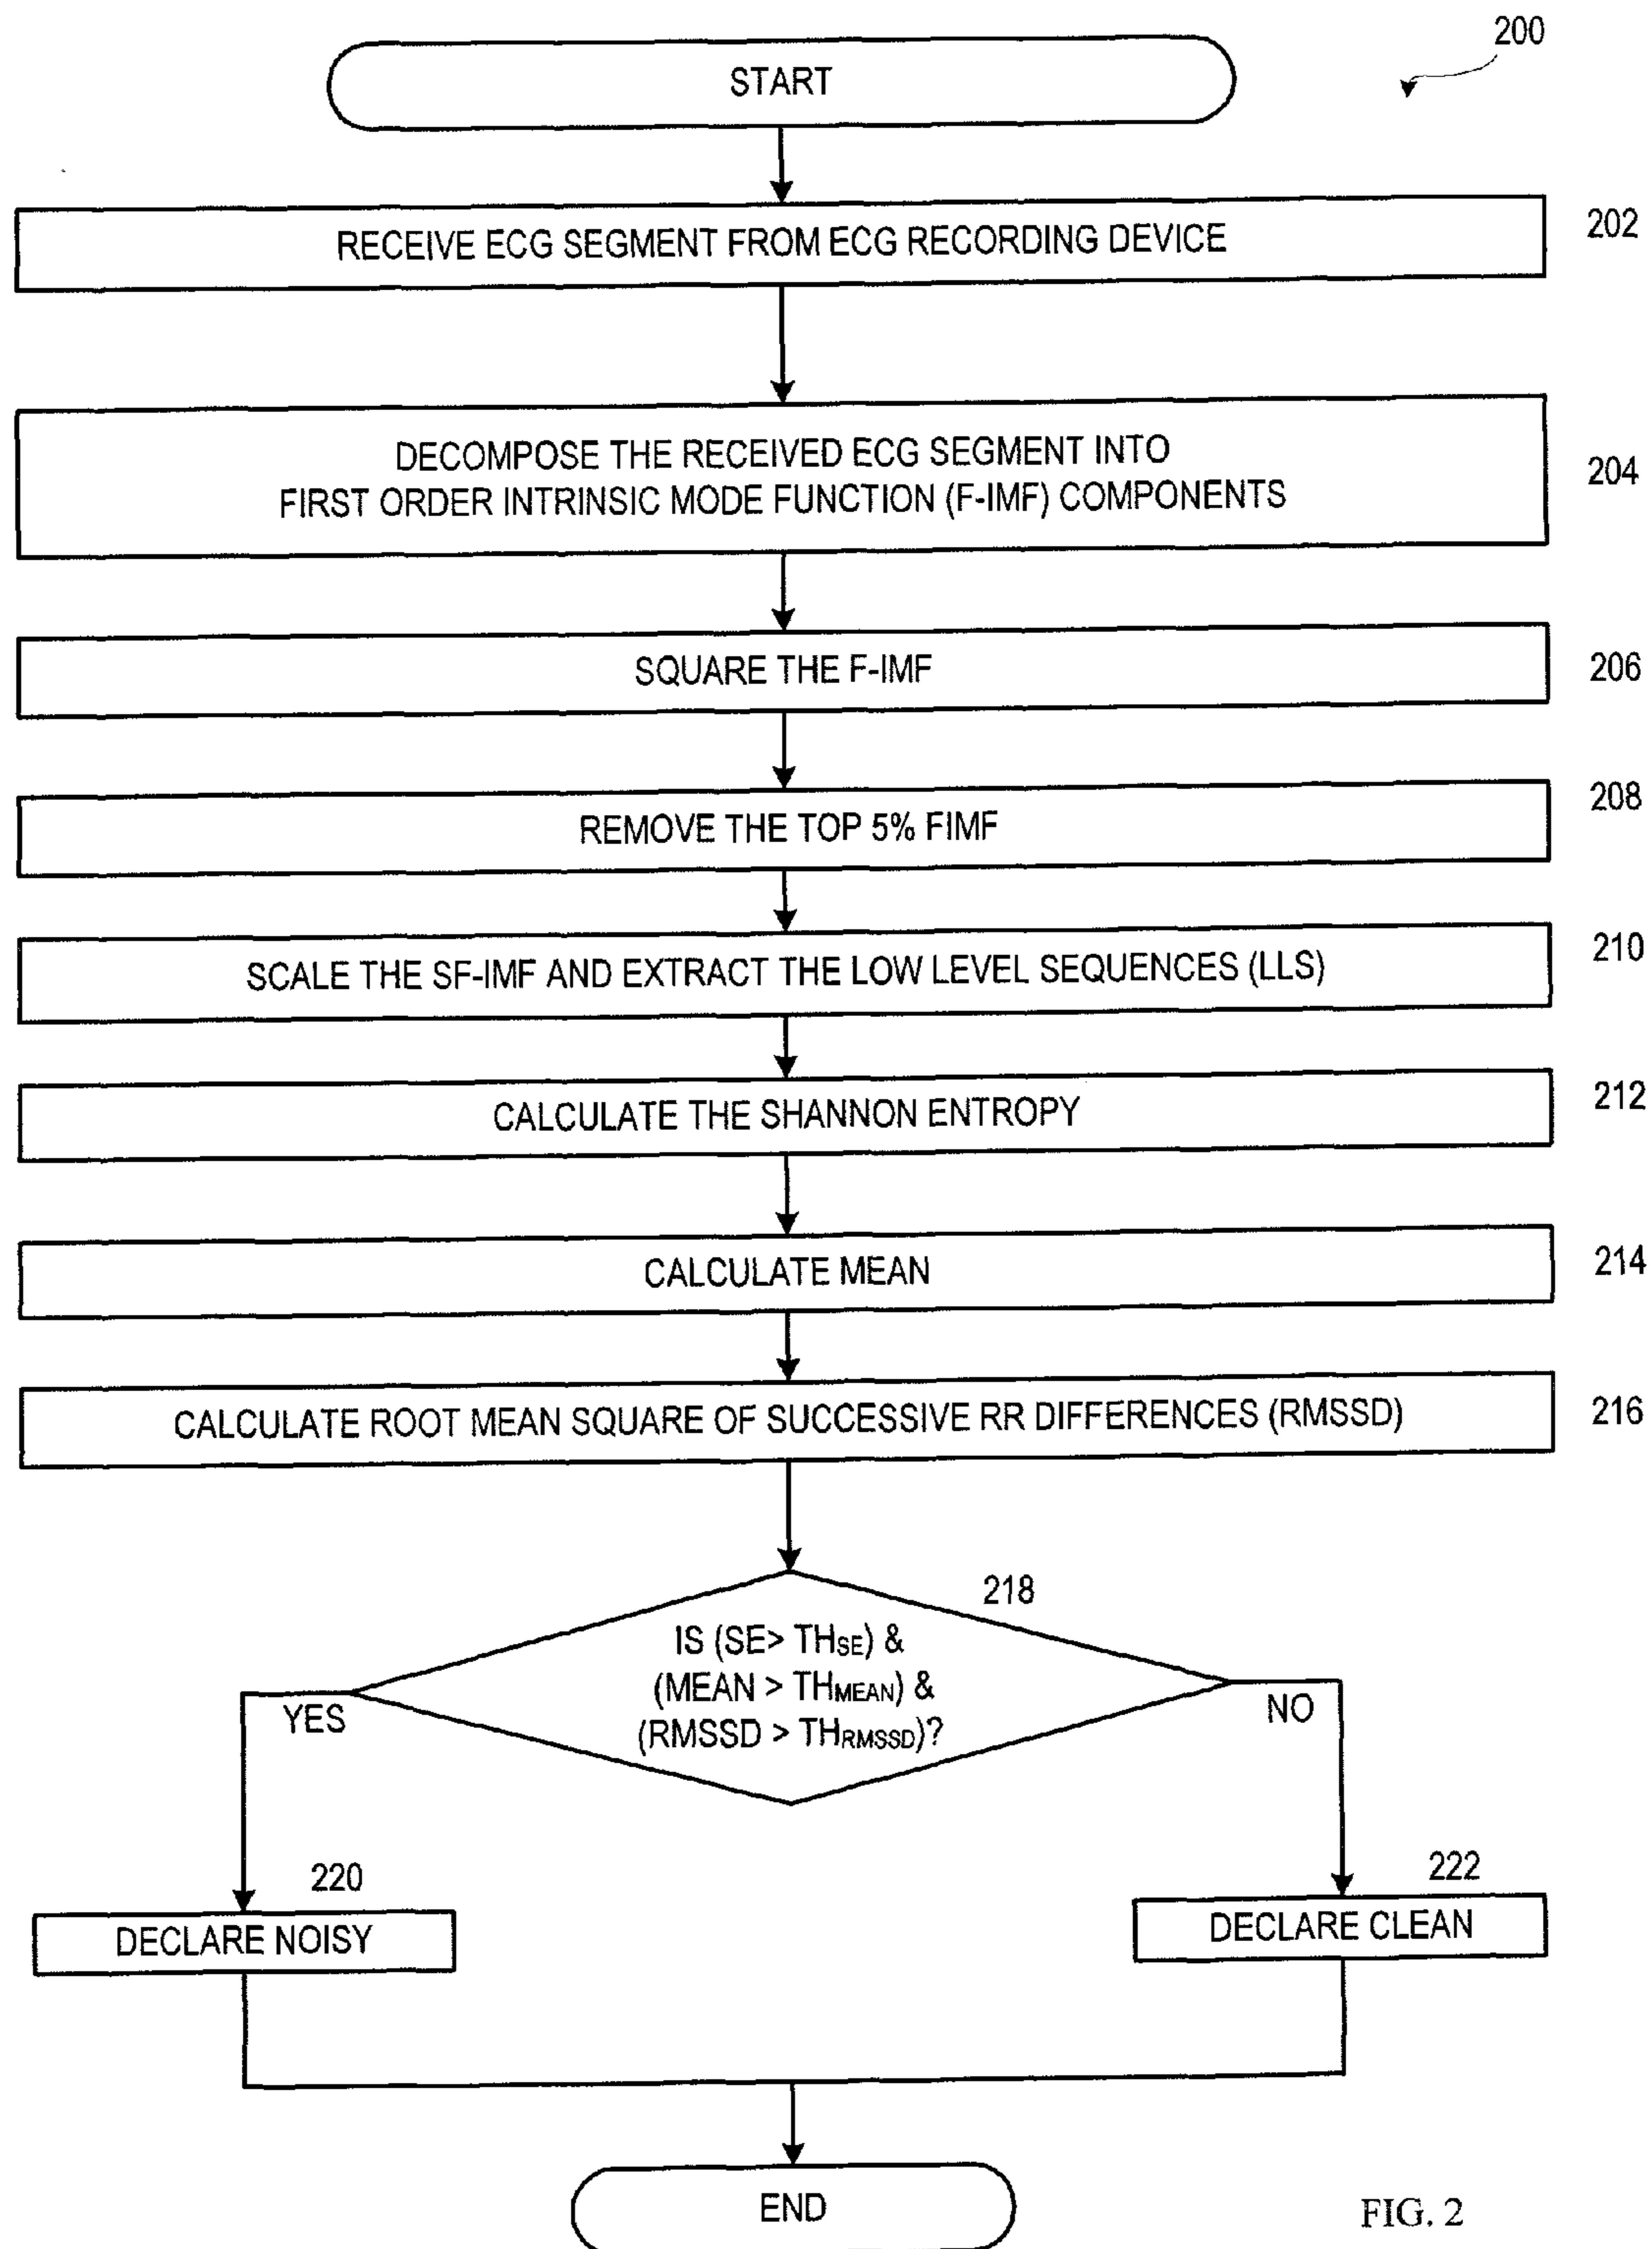 200
START
RECEIVE ECG SEGMENT FROM ECG RECORDING DEVICE
202
DECOMPOSE THE RECEIVED ECG SEGMENT INTO
FIRST ORDER INTRINSIC MODE FUNCTION (F-IMF) COMPONENTS
204
SQUARE THE F-IMF
206
REMOVE THE TOP 5% FIMF
208
SCALE THE SF-IMF AND EXTRACT THE LOW LEVEL SEQUENCES (LLS)
210
CALCULATE THE SHANNON ENTROPY
212
CALCULATE MEAN
214
CALCULATE ROOT MEAN SQUARE OF SUCCESSIVE RR DIFFERENCES (RMSSD)
216
218
IS (SE> THSE) &
(MEAN > THMEAN) &
(RMSSD > THRMSSD)?
YES
NO
220
DECLARE NOISY
222
DECLARE CLEAN
END
FIG. 2